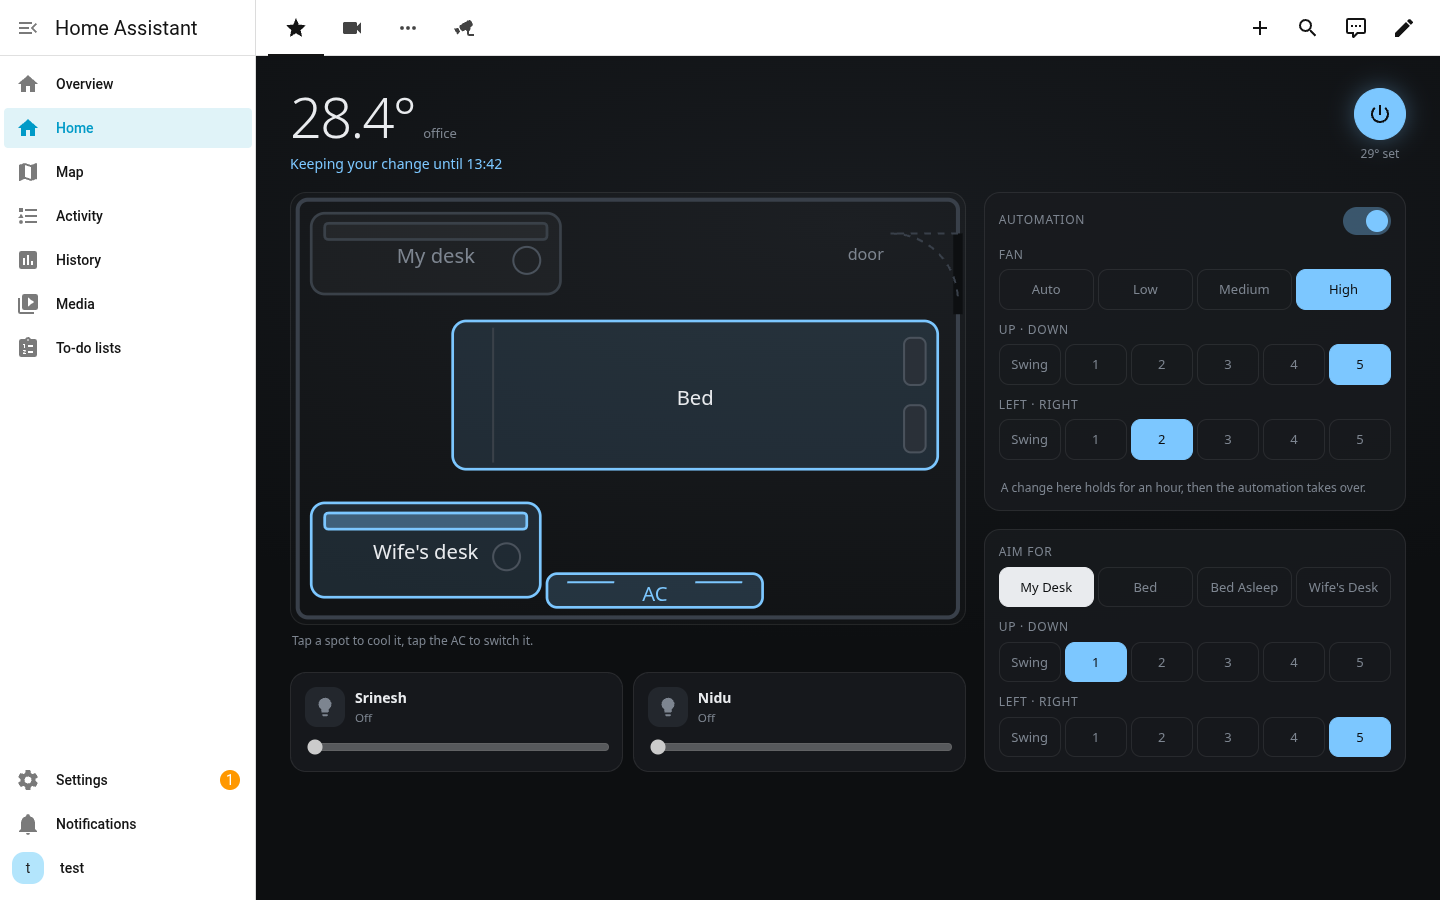 Home Assistant
Overview
Home
Map
Activity
History
Media
To-do lists
Settings
1
Notifications
t
test
28.4° office
Keeping your change until 13:42
29° set
My desk
door
Bed
Wife's desk
AC
Tap a spot to cool it, tap the AC to switch it.
Srinesh
Off
Nidu
Off
AUTOMATION
FAN
Auto Low Medium High
UP · DOWN
Swing 1 2 3 4 5
LEFT · RIGHT
Swing 1 2 3 4 5
A change here holds for an hour, then the automation takes over.
AIM FOR
My Desk Bed Bed Asleep Wife's Desk
UP · DOWN
Swing 1 2 3 4 5
LEFT · RIGHT
Swing 1 2 3 4 5